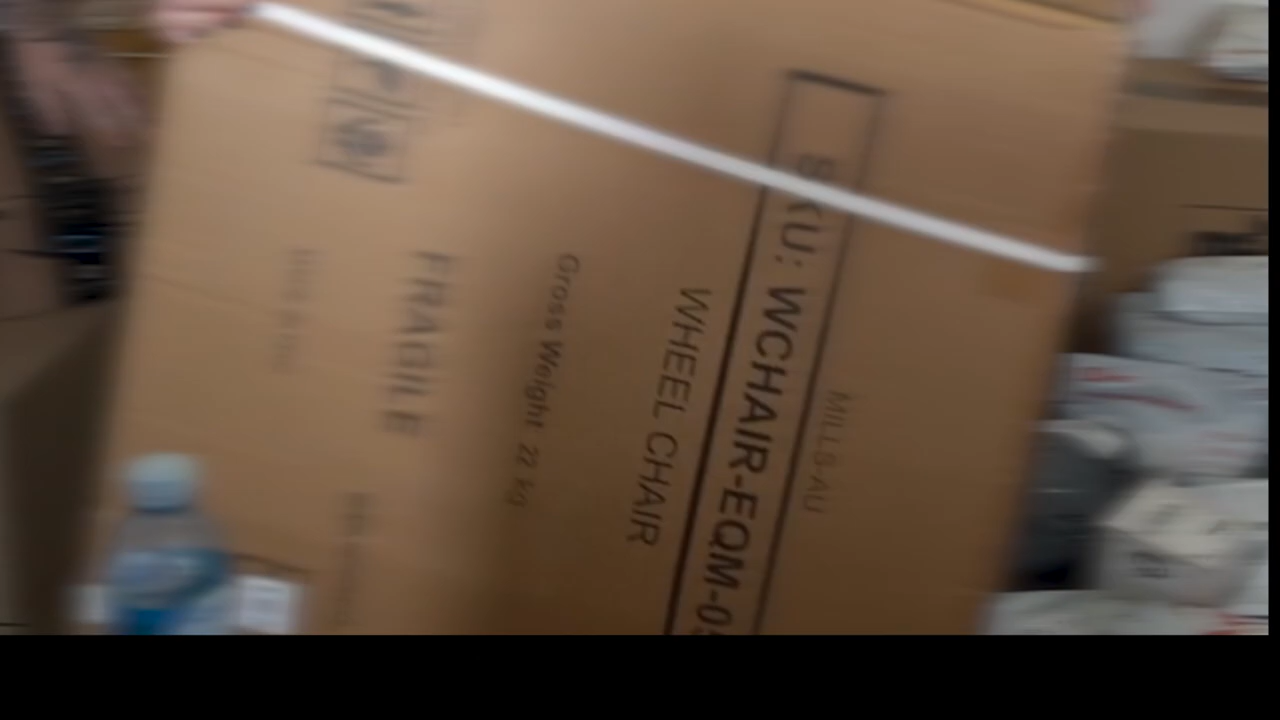 MILLS-AU
SKU: WCHAIR-EQM-0
WHEEL CHAIR
Gross Weight 22 kg
FRAGILE